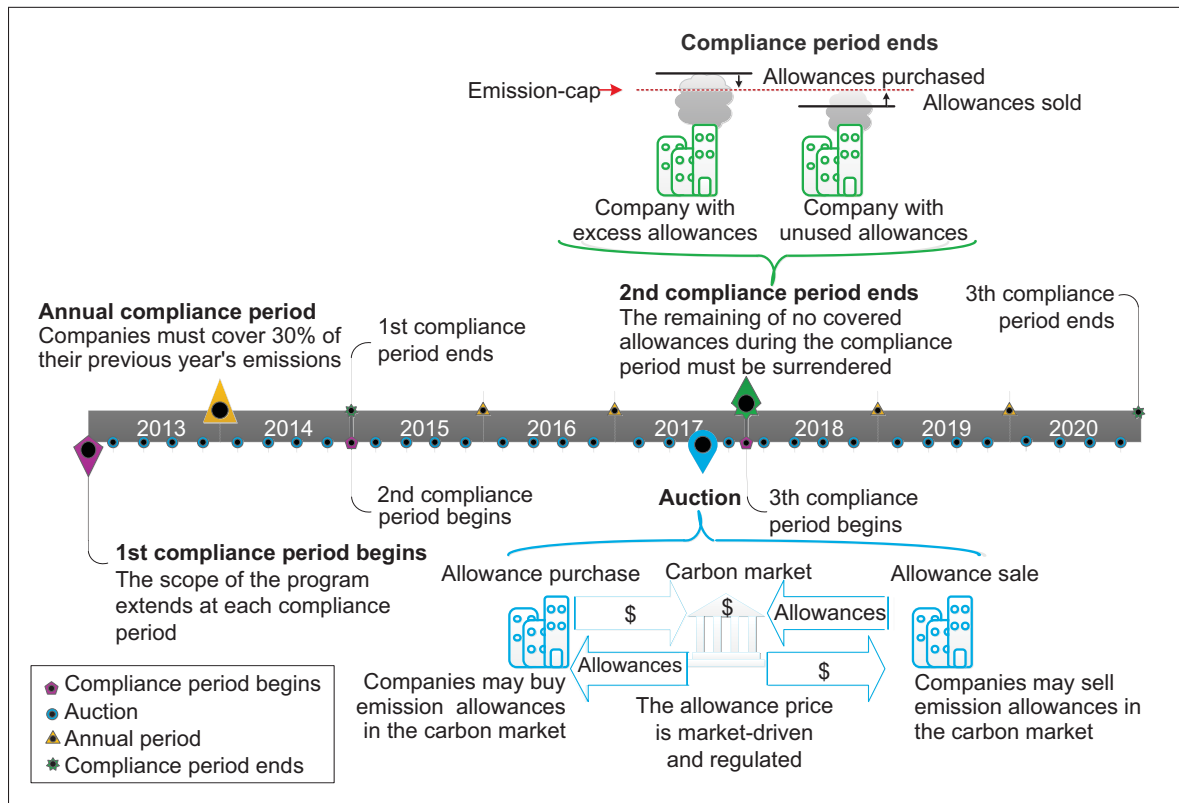 Compliance period ends
Emission-cap
Allowances purchased
Allowances sold
Company with
excess allowances
Company with
unused allowances
Annual compliance period
Companies must cover 30% of
their previous year's emissions
1st compliance
period ends
2nd compliance period ends
The remaining of no covered
allowances during the compliance
period must be surrendered
3th compliance
period ends
2013
2014
2015
2016
2017
2018
2019
2020
2nd compliance
period begins
Auction
3th compliance
period begins
1st compliance period begins
The scope of the program
extends at each compliance
period
Allowance purchase
Carbon market
Allowance sale
$
$
Allowances
Allowances
$
Companies may buy
emission allowances
in the carbon market
The allowance price
is market-driven
and regulated
Companies may sell
emission allowances in
the carbon market
Compliance period begins
Auction
Annual period
Compliance period ends